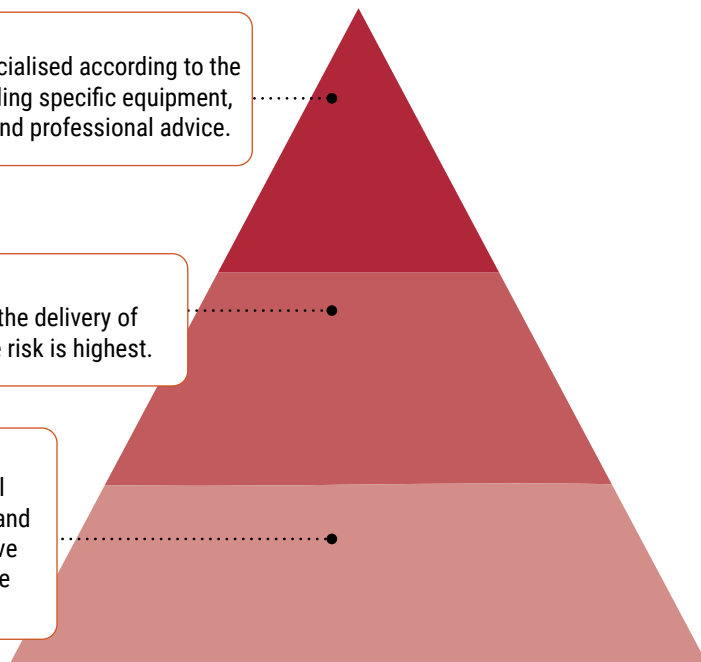 cialised according to the
ling specific equipment,
nd professional advice.
the delivery of
risk is highest.
l
and
ve
e